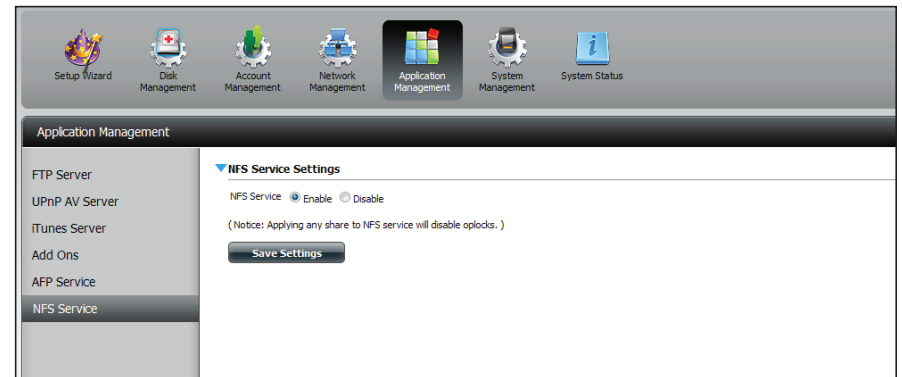 Setup Wizard
Disk
Management
Account
Management
Network
Management
Application
Management
System
Management
System Status
Application Management
FTP Server
UPnP AV Server
iTunes Server
Add Ons
AFP Service
NFS Service
NFS Service Settings
NFS Service Enable Disable
( Notice: Applying any share to NFS service will disable oplocks. )
Save Settings